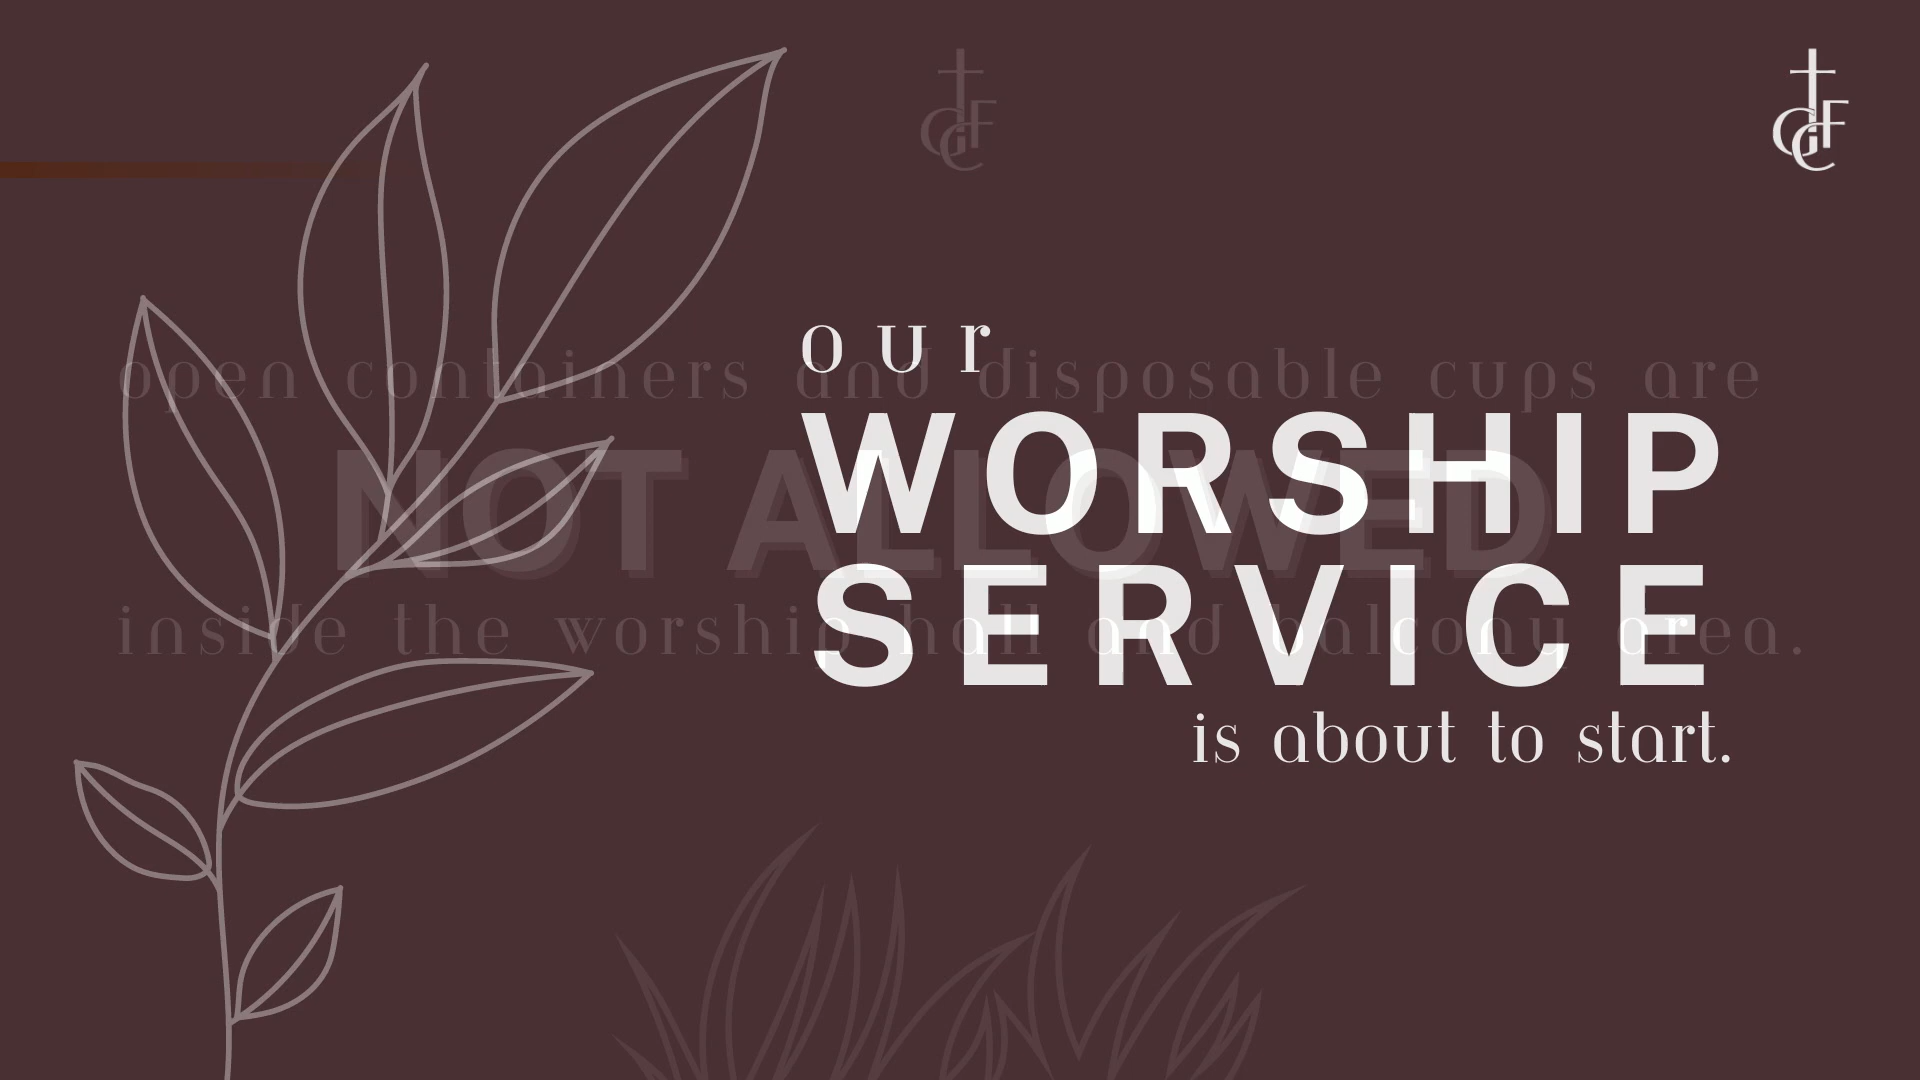 our
WORSHIP
SERVICE
is about to start.
open containers and disposable cups are
NOT ALLOWED
inside the worship hall and balcony area.